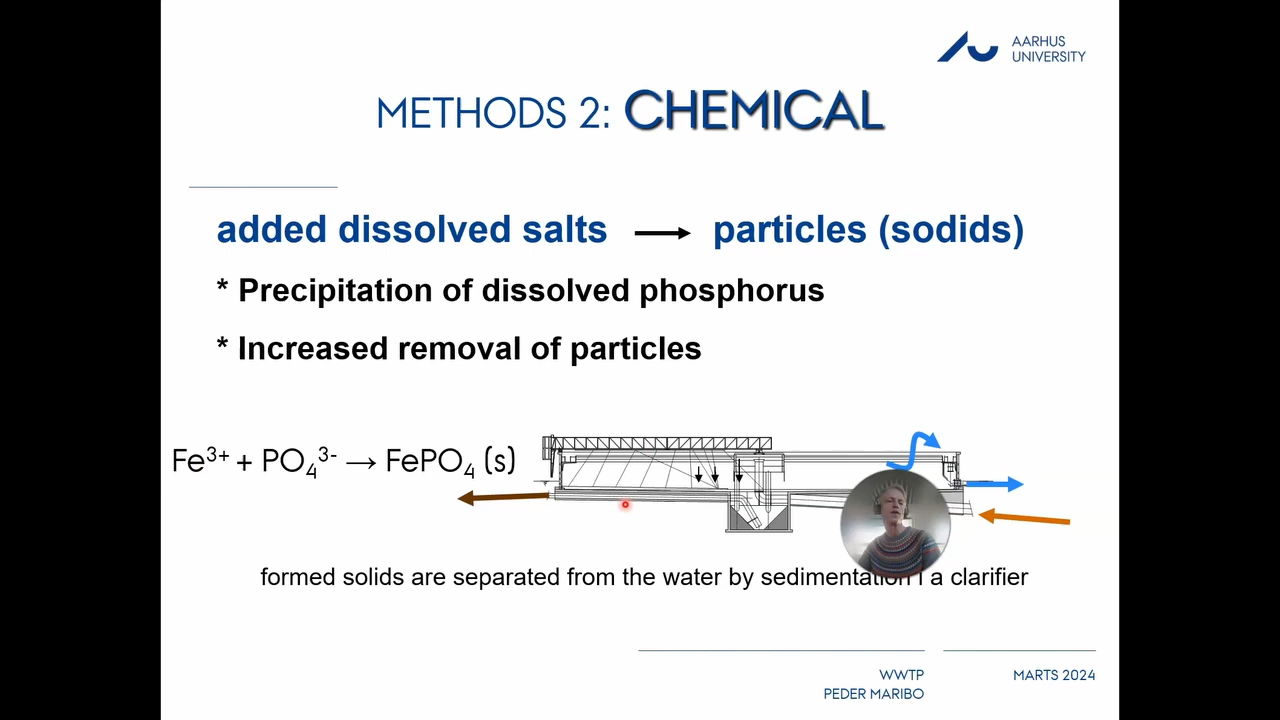 AARHUS
UNIVERSITY
METHODS 2: CHEMICAL
added dissolved salts → particles (sodids)
* Precipitation of dissolved phosphorus
* Increased removal of particles
Fe³⁺ + PO₄³⁻ → FePO₄ (s)
formed solids are separated from the water by sedimentation i a clarifier
WWTP
PEDER MARIBO
MARTS 2024